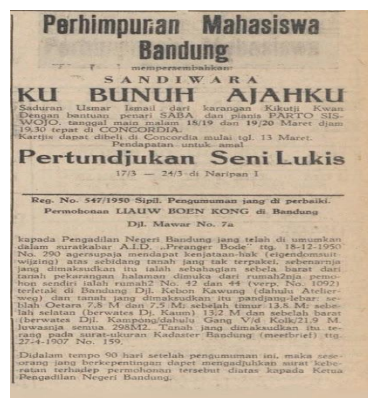 Perhimpunan Mahasiswa
Bandung
mempersembahkan:
SANDIWARA
KU BUNUH AJAHKU
Saduran Usmar Ismail dari karangan Kikutji Kwan
Dengan bantuan penari SABA dan pianis PARTO SIS-
WOJO. tanggal main malam 18/19 dan 19/20 Maret djam
19.30 tepat di CONCORDIA.
Kartjis dapat dibeli di Concordia mulai tgl. 13 Maret.
Pendapatan untuk amal
Pertundjukan Seni Lukis
17/3 — 24/3 di Naripan I
Reg. No. 547/1950 Sipil. Pengumuman jang di perbaiki.
Permohonan LIAUW BOEN KONG di Bandung
Djl. Mawar No. 7a
kapada Pengadilan Negeri Bandung jang telah di umumkan
dalam suratkabar A.I.D. „Preanger Bode" ttg. 18-12-1950
No. 290 agersupaja mendapat kenjataan-hak (eigendomsuit-
wijzing) atas sebidang tanah jang tak terpakei, sebenarnja
jang dimaksudkan itu ialah sebahagian sebela barat dari
tanah pekarangan halaman dimuka dari rumah2nja pemo-
hon sendiri ialah rumah2 No. 42 dan 44 (verp. No. 1092)
terletak di Bandung Djl. Kebon Kawung (dahulu Atelier-
weg) dan tanah jang dimaksudkan itu pandjang-lebar: se-
blah Oetara 7.8 M dan 7.5 M; sebelah timur 13.8 M: sebe-
lah selatan (berwates Dj. Kaum) 13,2 M dan sebelah barat
(berwates Djl. Kampong/dahulu Gang V/d Kolk/21.9 M.
luwasnja semua 298M2. Tanah jang dimaksudkan itu te-
rang pada surat-ukuran Kadaster Bandung (meetbrief) ttg.
27-4-1907 No. 159.
Didalam tempo 90 hari setelah pengumuman ini, maka sese-
orang jang berkepentingan dapat mengadjuhkan surat kebe-
ratan terhadap permohonan tersebut diatas kapada Ketua
Pengadilan Negeri Bandung.